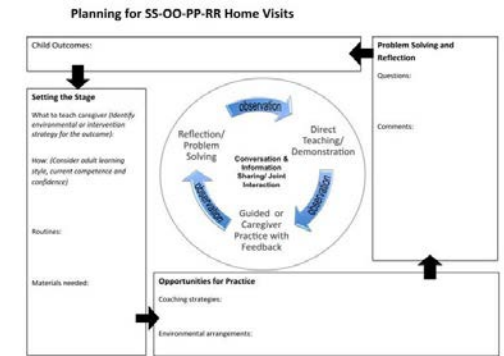 Planning for SS-OO-PP-RR Home Visits
Child Outcomes:
Problem Solving and
Reflection
Questions:
Comments:
Setting the Stage
What to teach caregiver (Identify
environmental or intervention
strategy for the outcome):
How: (Consider adult learning
style, current competence and
confidence)
Routines:
Materials needed:
observation
Reflection/
Problem
Solving
Direct
Teaching/
Demonstration
Conversation &
Information
Sharing/ Joint
Interaction
observation
observation
Guided or
Caregiver
Practice with
Feedback
Opportunities for Practice
Coaching strategies:
Environmental arrangements: